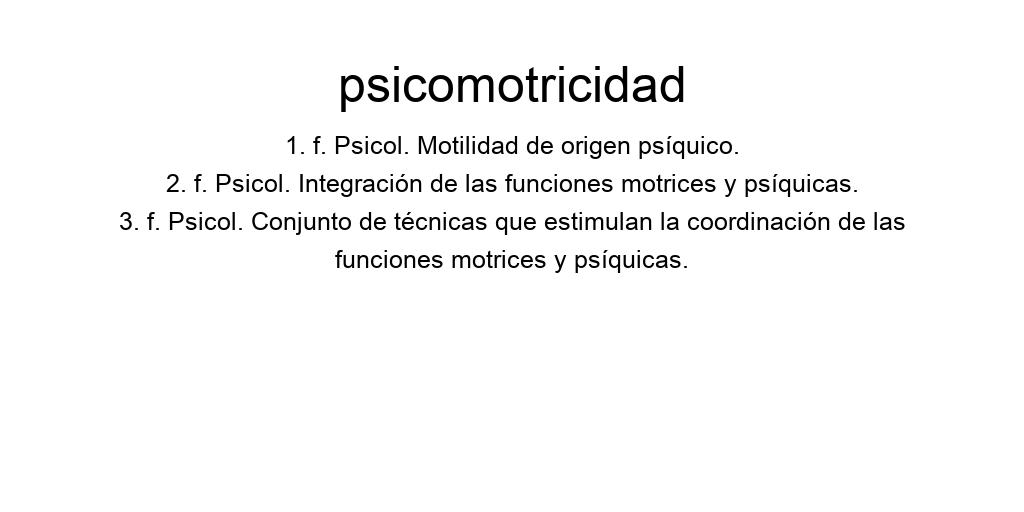 psicomotricidad
1. f. Psicol. Motilidad de origen psíquico.
2. f. Psicol. Integración de las funciones motrices y psíquicas.
3. f. Psicol. Conjunto de técnicas que estimulan la coordinación de las
funciones motrices y psíquicas.